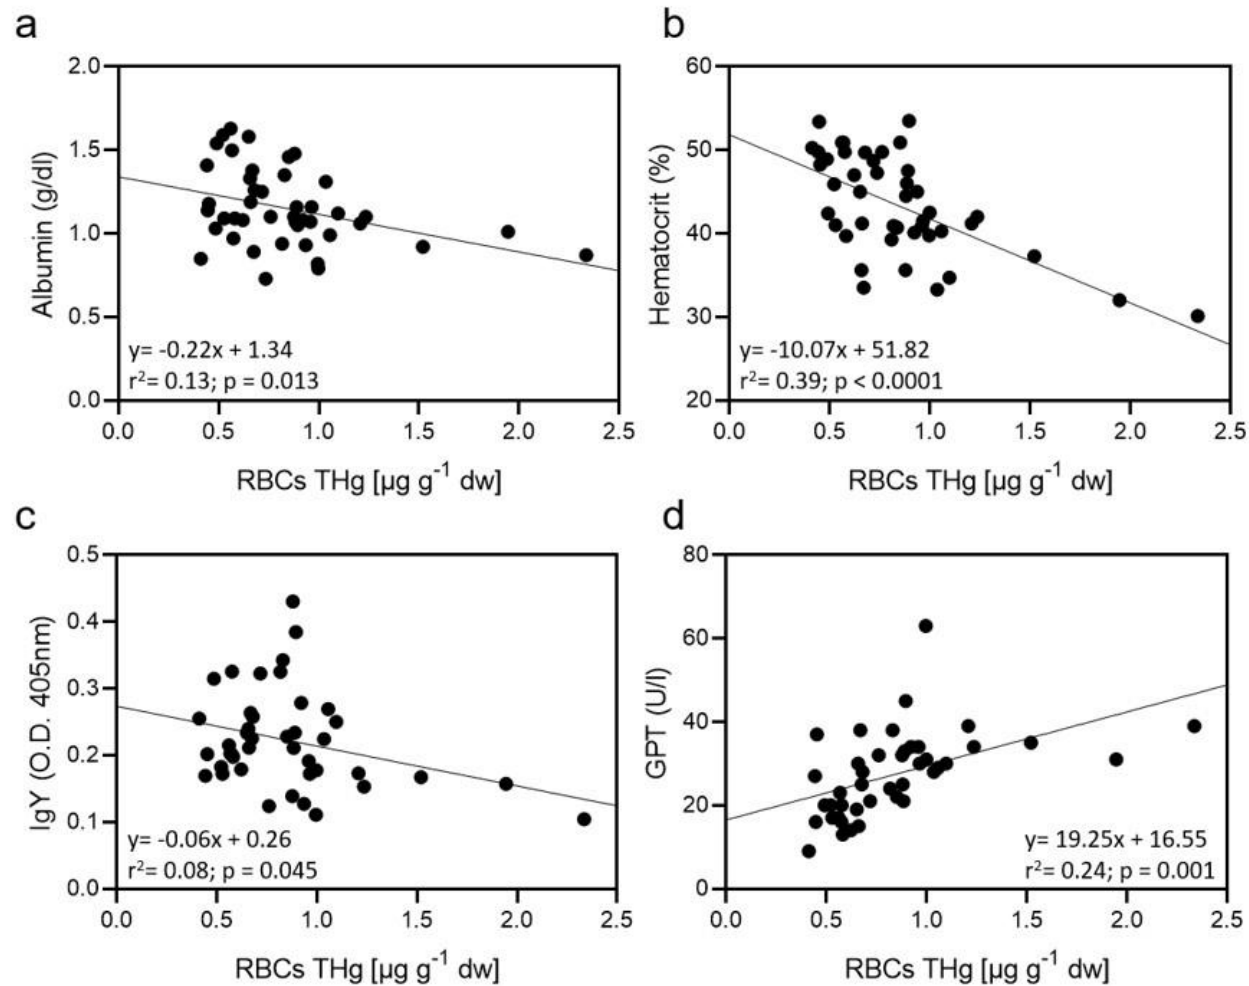 a
2.0
1.5
1.0
0.5
0.0
Albumin (g/dl)
y= -0.22x + 1.34
r²= 0.13; p = 0.013
0.0 0.5 1.0 1.5 2.0 2.5
RBCs THg [µg g⁻¹ dw]
b
60
50
40
30
20
Hematocrit (%)
y= -10.07x + 51.82
r²= 0.39; p < 0.0001
0.0 0.5 1.0 1.5 2.0 2.5
RBCs THg [µg g⁻¹ dw]
c
0.5
0.4
0.3
0.2
0.1
0.0
IgY (O.D. 405nm)
y= -0.06x + 0.26
r²= 0.08; p = 0.045
0.0 0.5 1.0 1.5 2.0 2.5
RBCs THg [µg g⁻¹ dw]
d
80
60
40
20
0
GPT (U/l)
y= 19.25x + 16.55
r²= 0.24; p = 0.001
0.0 0.5 1.0 1.5 2.0 2.5
RBCs THg [µg g⁻¹ dw]